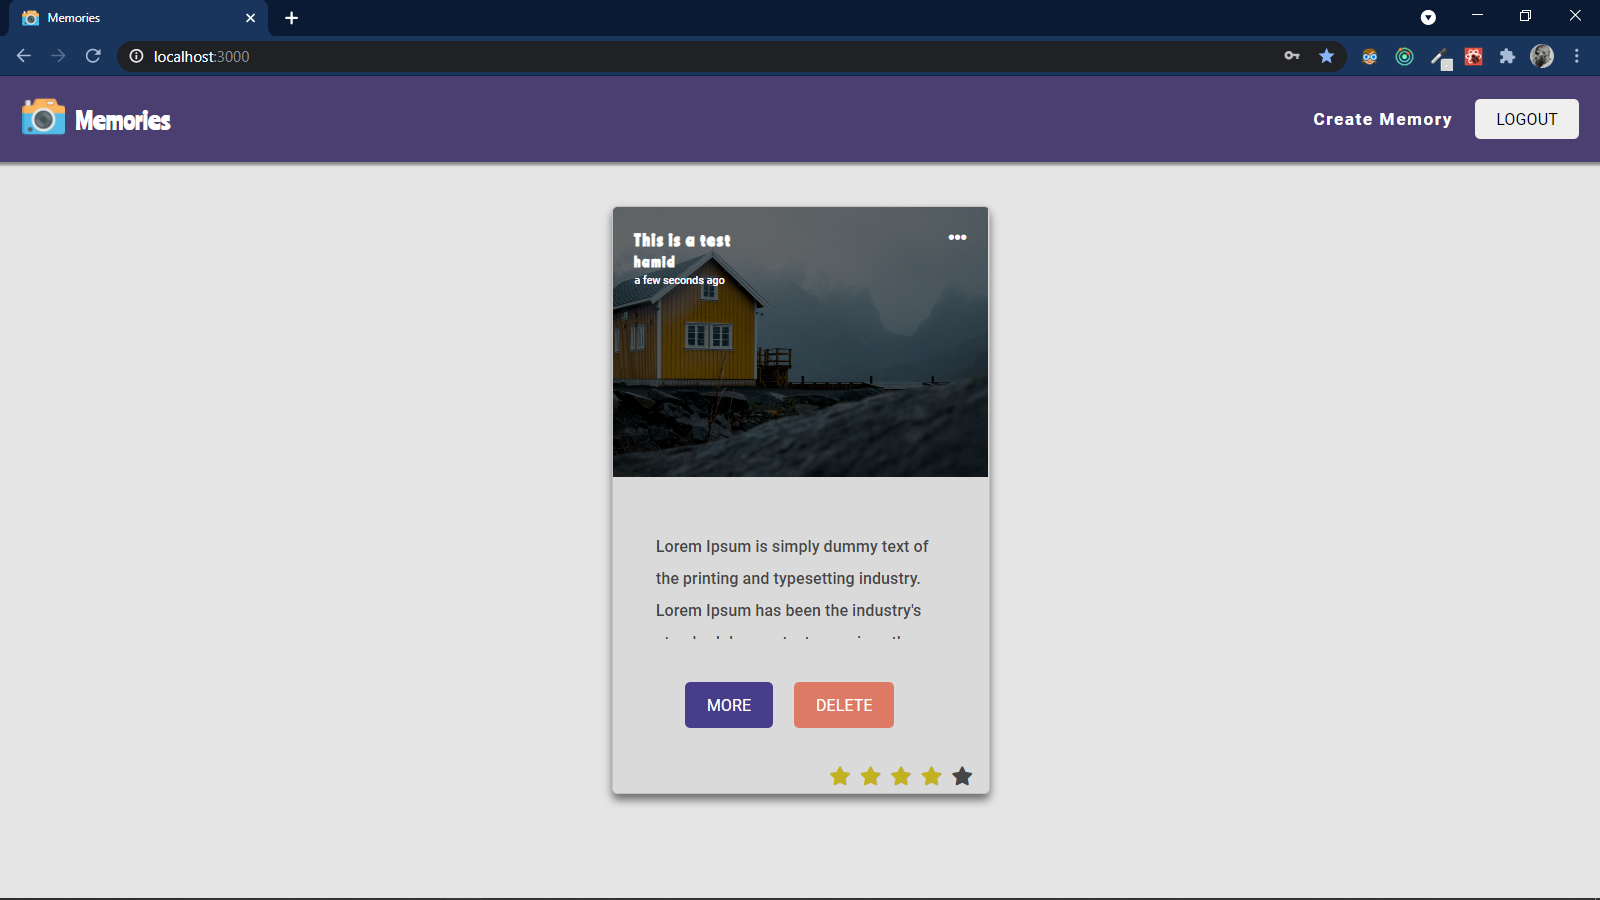 Memories
localhost:3000
Memories
Create Memory
LOGOUT
This is a test
hamid
a few seconds ago
Lorem Ipsum is simply dummy text of
the printing and typesetting industry.
Lorem Ipsum has been the industry's
MORE
DELETE